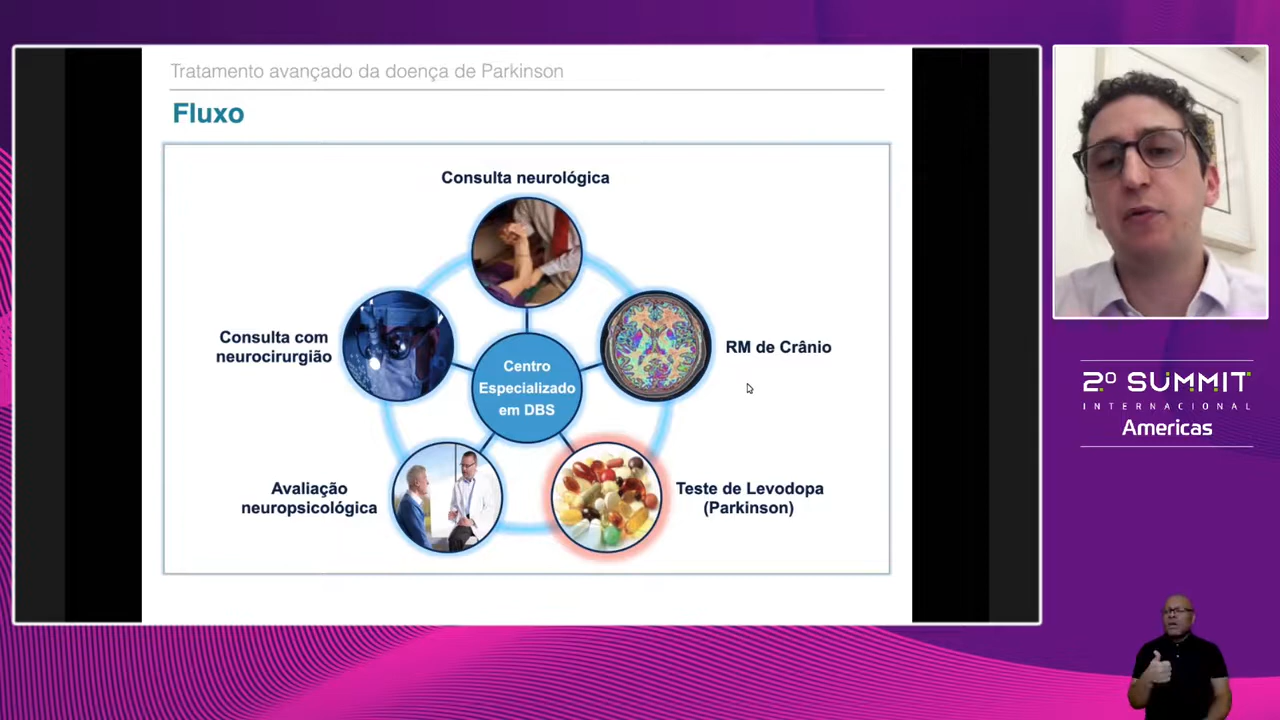 Tratamento avançado da doença de Parkinson
Fluxo
Consulta neurológica
Consulta com
neurocirurgião
RM de Crânio
Centro
Especializado
em DBS
Avaliação
neuropsicológica
Teste de Levodopa
(Parkinson)
2º SUMMIT
INTERNACIONAL
Americas